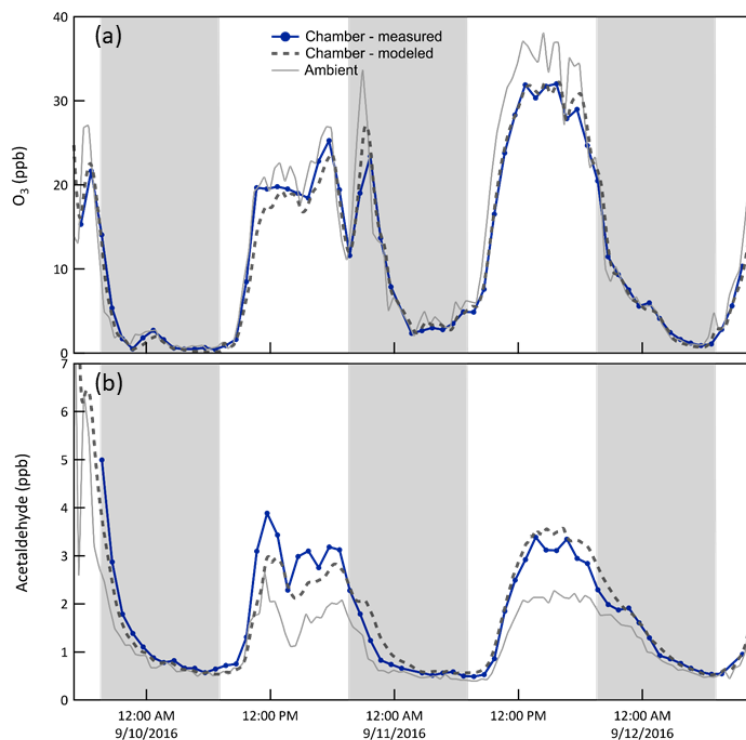 (a)
Chamber - measured
Chamber - modeled
Ambient
40
30
20
10
0
O3 (ppb)
(b)
7
6
5
4
3
2
1
0
Acetaldehyde (ppb)
12:00 AM 12:00 PM 12:00 AM 12:00 PM 12:00 AM
9/10/2016 9/11/2016 9/12/2016